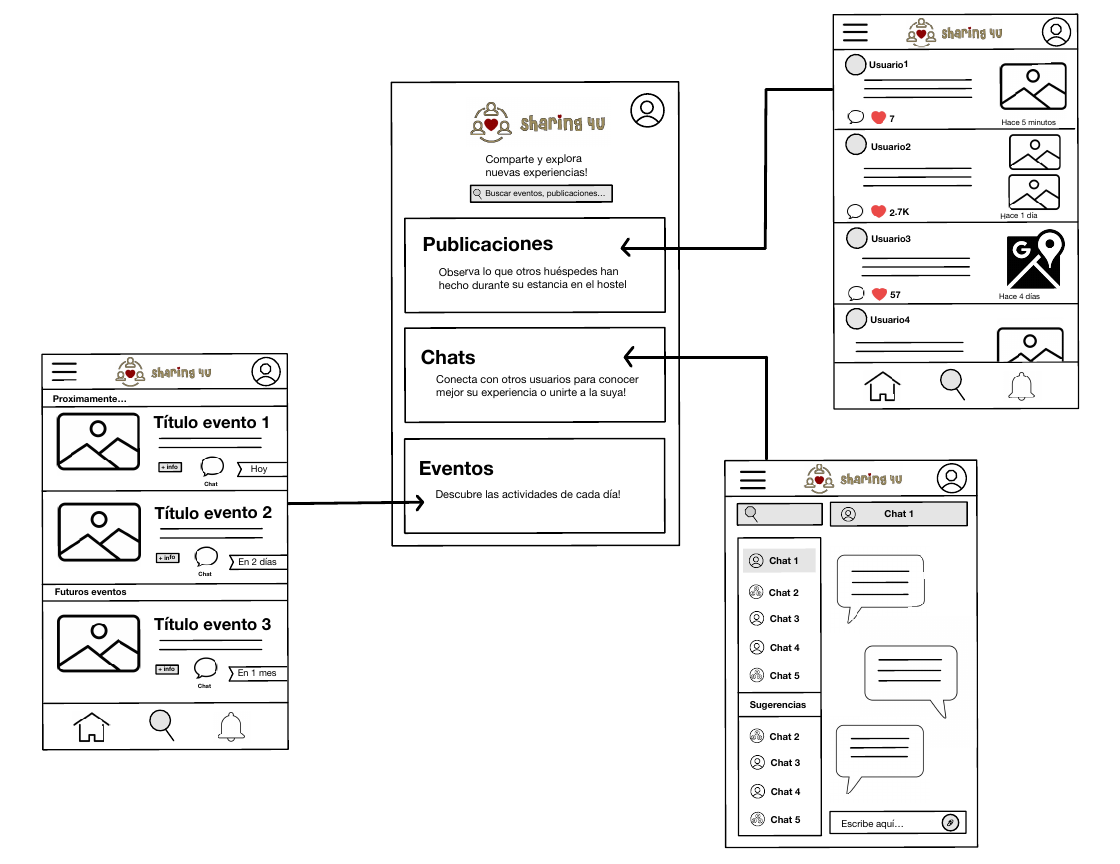 sharing 4U
Comparte y explora
nuevas experiencias!
Buscar eventos, publicaciones...
Publicaciones
Observa lo que otros huéspedes han
hecho durante su estancia en el hostel
Chats
Conecta con otros usuarios para conocer
mejor su experiencia o unirte a la suya!
Eventos
Descubre las actividades de cada día!
sharing 4U
Usuario1
7
Hace 5 minutos
Usuario2
2.7K
Hace 1 día
Usuario3
G
57
Hace 4 días
Usuario4
sharing 4U
Proximamente...
Título evento 1
+ info
Chat
Hoy
Título evento 2
+ info
Chat
En 2 días
Futuros eventos
Título evento 3
+ info
Chat
En 1 mes
sharing 4U
Chat 1
Chat 1
Chat 2
Chat 3
Chat 4
Chat 5
Sugerencias
Chat 2
Chat 3
Chat 4
Chat 5
Escribe aquí...